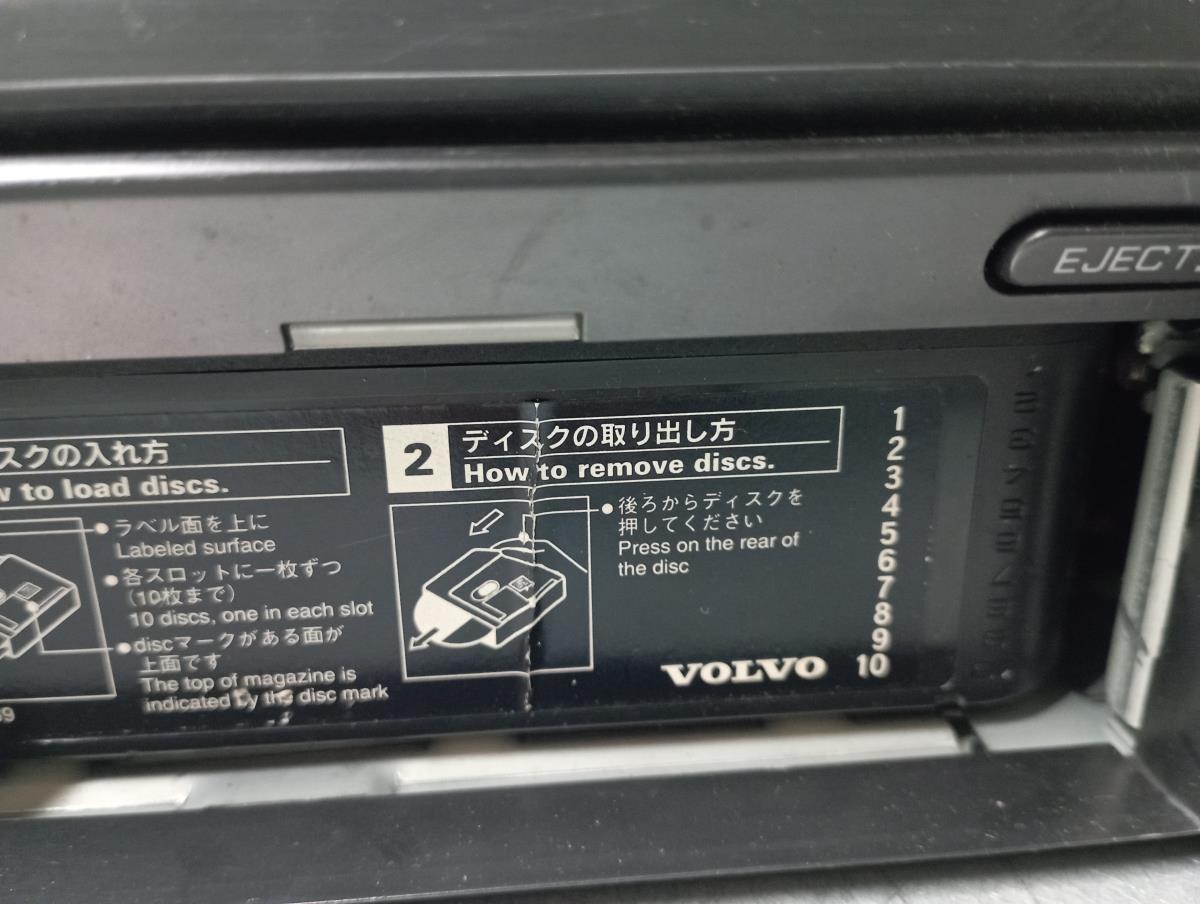 EJECT
スクの入れ方
to load discs.
ラベル面を上に
Labeled surface
各スロットに一枚ずつ
(10枚まで)
10 discs, one in each slot
discマークがある面が
上面です
The top of magazine is
indicated by the disc mark
2
ディスクの取り出し方
How to remove discs.
後ろからディスクを
押してください
Press on the rear of
the disc
VOLVO
1
2
3
4
5
6
7
8
9
10